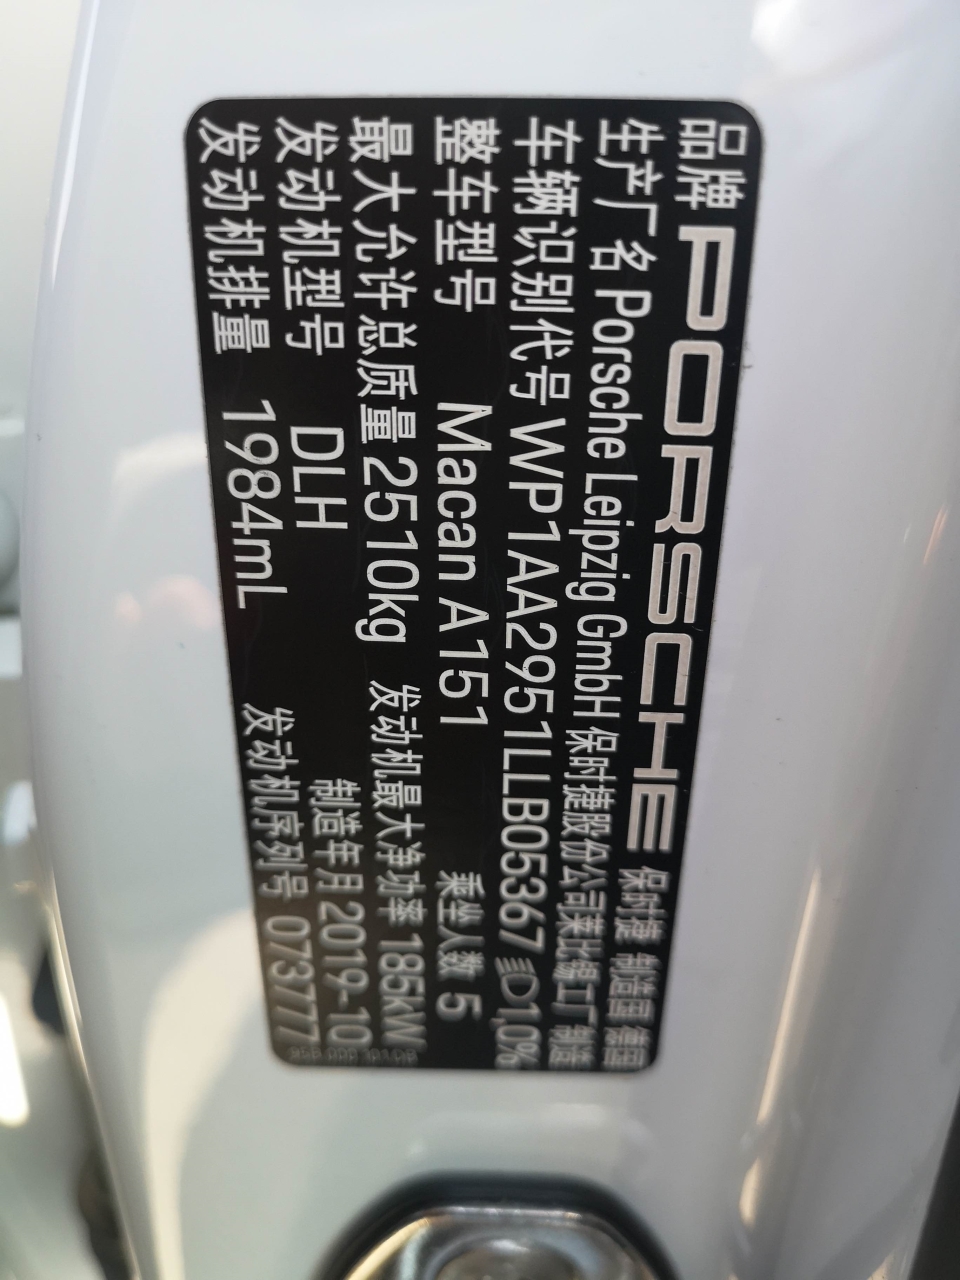 品牌 PORSCHE 保时捷 制造国 德国
生产厂名 Porsche Leipzig GmbH 保时捷股份公司莱比锡工厂 制造
车辆识别代号 WP1AA2951LLB05367 1,0%
整车型号 Macan A151 乘坐人数 5
最大允许总质量 2510kg 发动机最大净功率 185kW
发动机型号 DLH 制造年月 2019-10
发动机排量 1984mL 发动机序列号 073777